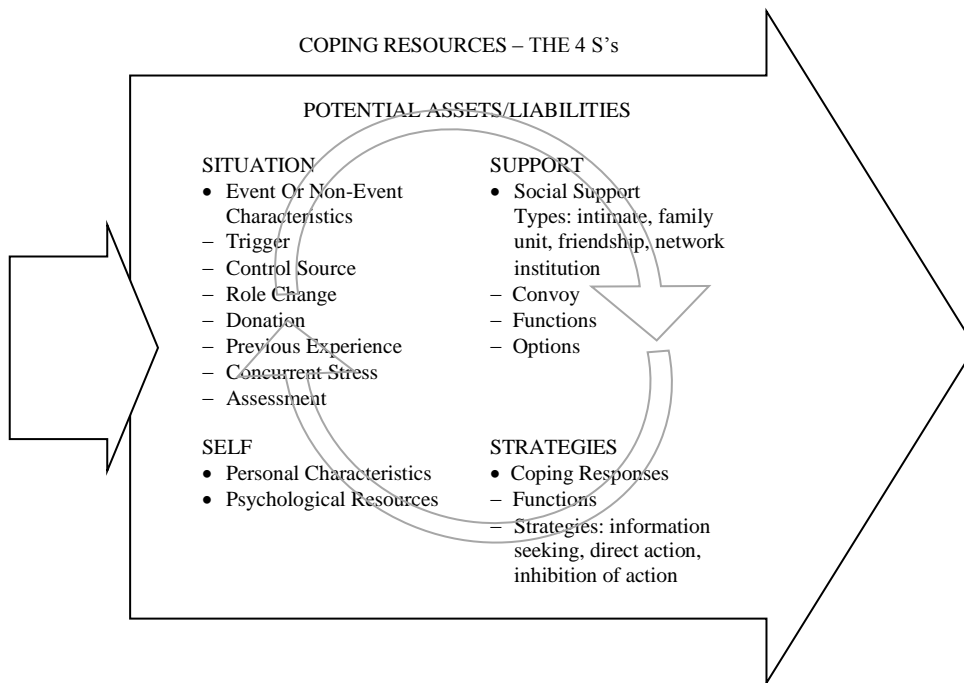 COPING RESOURCES – THE 4 S’s
POTENTIAL ASSETS/LIABILITIES
SITUATION
• Event Or Non-Event
Characteristics
– Trigger
– Control Source
– Role Change
– Donation
– Previous Experience
– Concurrent Stress
– Assessment
SUPPORT
• Social Support
Types: intimate, family
unit, friendship, network
institution
– Convoy
– Functions
– Options
SELF
• Personal Characteristics
• Psychological Resources
STRATEGIES
• Coping Responses
– Functions
– Strategies: information
seeking, direct action,
inhibition of action